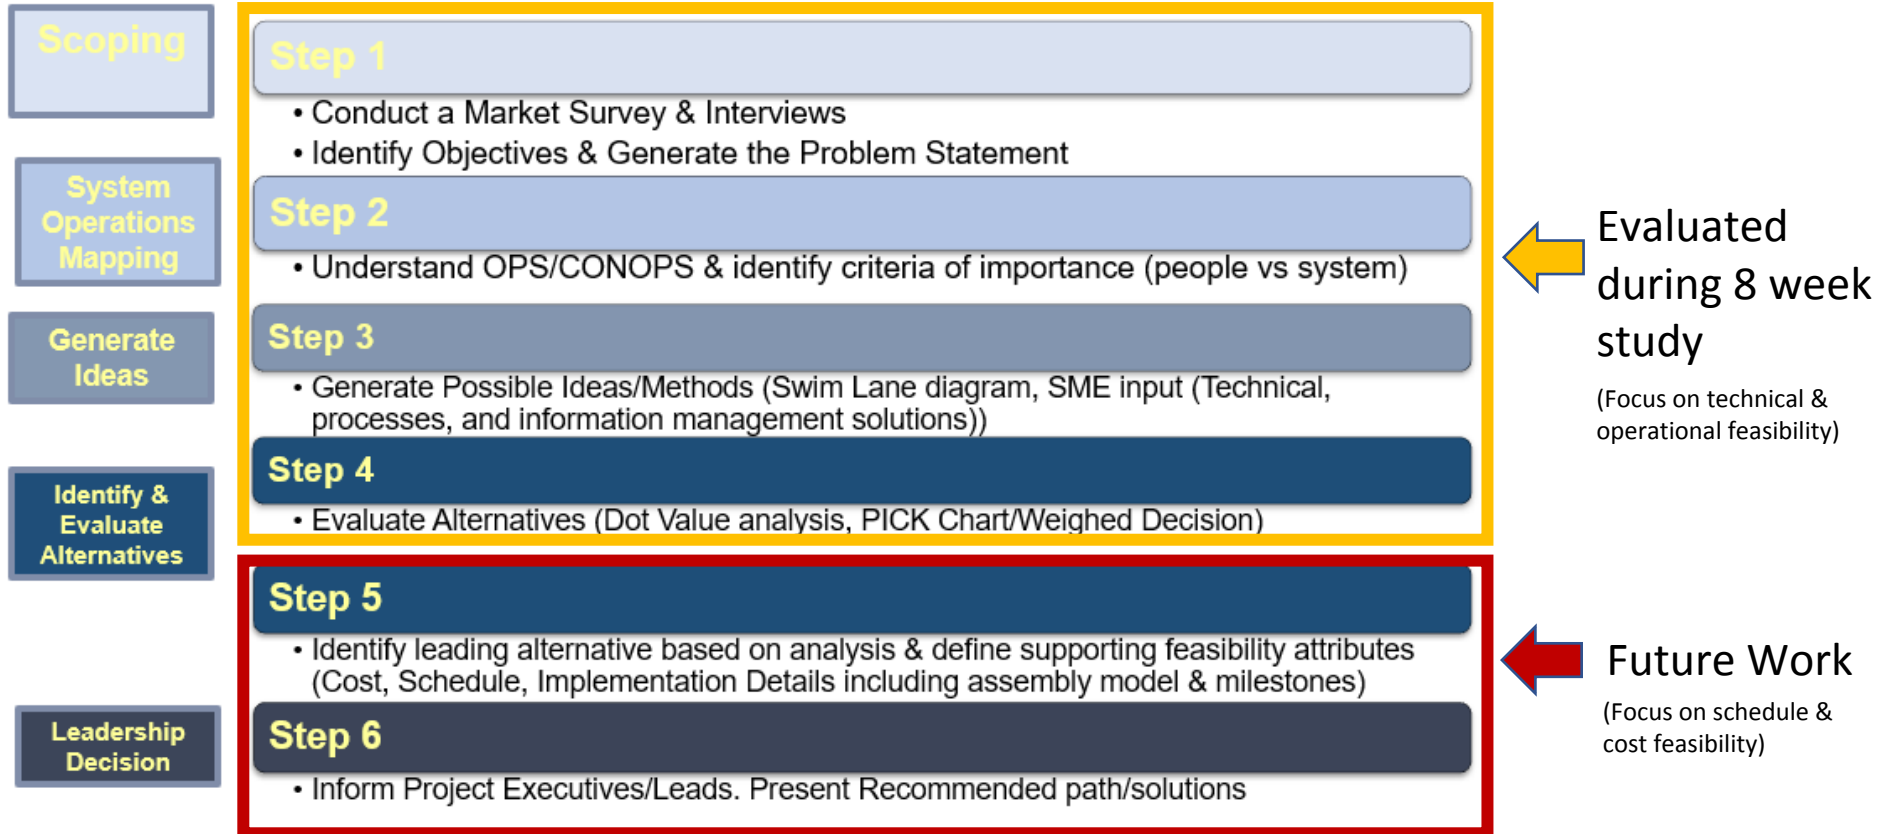 Scoping
Step 1
• Conduct a Market Survey & Interviews
• Identify Objectives & Generate the Problem Statement
System
Operations
Mapping
Step 2
• Understand OPS/CONOPS & identify criteria of importance (people vs system)
Generate
Ideas
Step 3
• Generate Possible Ideas/Methods (Swim Lane diagram, SME input (Technical,
processes, and information management solutions))
Identify &
Evaluate
Alternatives
Step 4
• Evaluate Alternatives (Dot Value analysis, PICK Chart/Weighed Decision)
Evaluated
during 8 week
study
(Focus on technical &
operational feasibility)
Step 5
• Identify leading alternative based on analysis & define supporting feasibility attributes
(Cost, Schedule, Implementation Details including assembly model & milestones)
Leadership
Decision
Step 6
• Inform Project Executives/Leads. Present Recommended path/solutions
Future Work
(Focus on schedule &
cost feasibility)